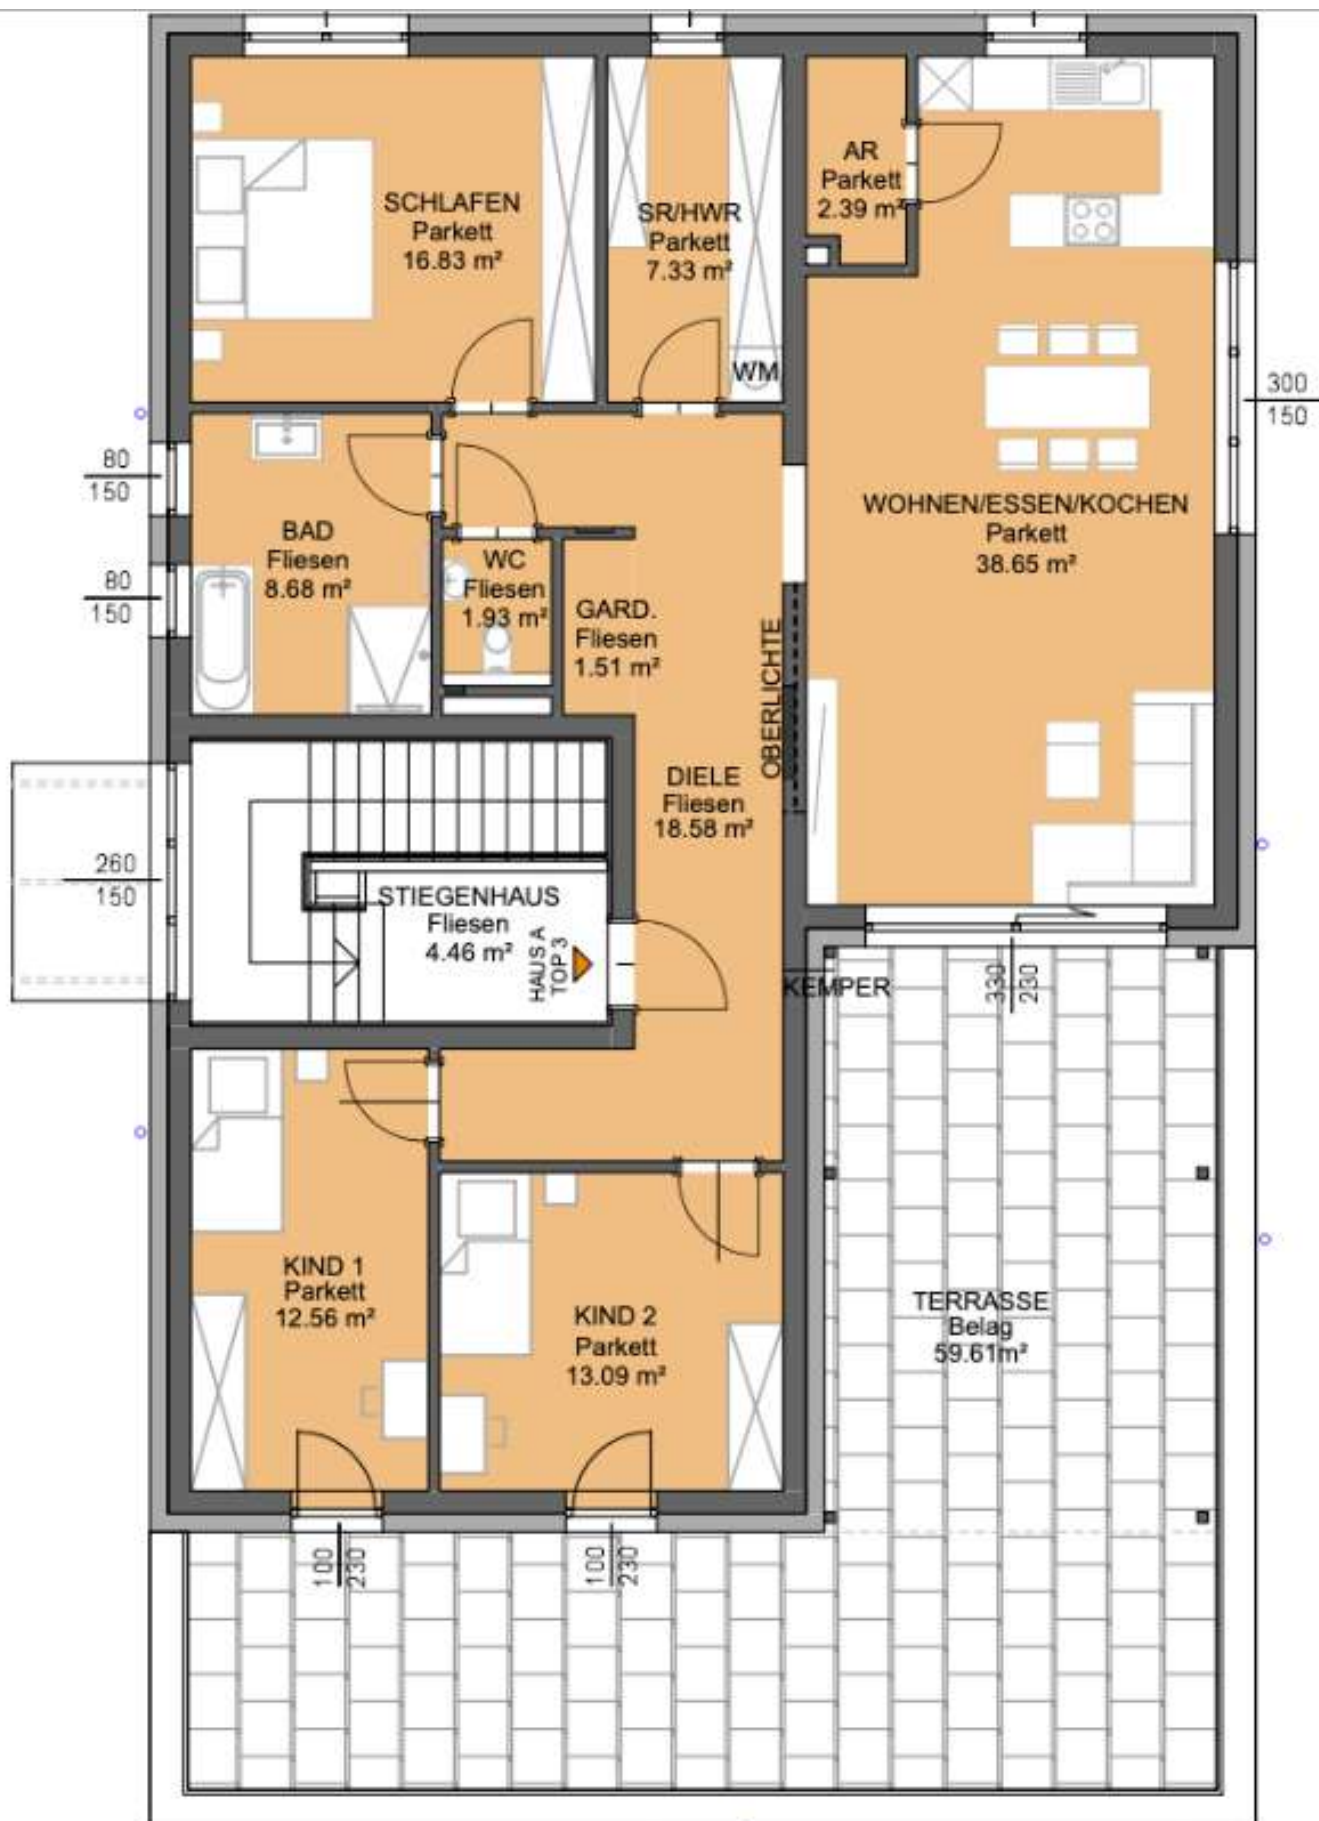 SCHLAFEN
Parkett
16.83 m²
SR/HWR
Parkett
7.33 m²
WM
AR
Parkett
2.39 m²
300
150
80
150
80
150
BAD
Fliesen
8.68 m²
WC
Fliesen
1.93 m²
GARD.
Fliesen
1.51 m²
WOHNEN/ESSEN/KOCHEN
Parkett
38.65 m²
OBERLICHTE
DIELE
Fliesen
18.58 m²
260
150
STIEGENHAUS
Fliesen
4.46 m²
HAUS A
TOP 3
KEMPER
330
230
KIND 1
Parkett
12.56 m²
KIND 2
Parkett
13.09 m²
TERRASSE
Belag
59.61m²
100
230
100
230